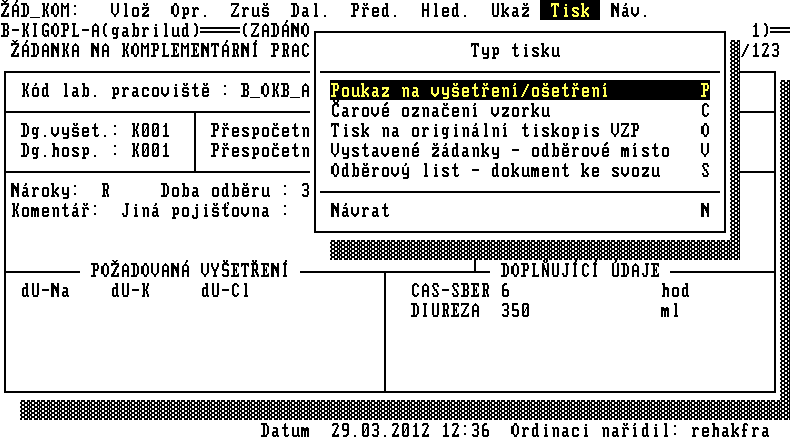 ŽÁD_KOM: Vlož Opr. Zruš Dal. Před. Hled. Ukaž Tisk Náv.
B-KIGOPL-A(gabrilud)════(ZADÁNO 1)═
ŽÁDANKA NA KOMPLEMENTÁRNÍ PRAC /123
Typ tisku
Kód lab. pracoviště : B_OKB_A
Poukaz na vyšetření/ošetření P
Čarové označení vzorku C
Dg.vyšet.: K001 Přespočetn
Tisk na originální tiskopis VZP O
Dg.hosp. : K001 Přespočetn
Vystavené žádanky - odběrové místo V
Odběrový list - dokument ke svozu S
Nároky: R Doba odběru : 3
Komentář: Jiná pojišťovna :
Návrat N
POŽADOVANÁ VYŠETŘENÍ DOPLŇUJÍCÍ ÚDAJE
dU-Na dU-K dU-Cl CAS-SBER 6 hod
DIUREZA 350 ml
Datum 29.03.2012 12:36 Ordinaci nařídil: rehakfra